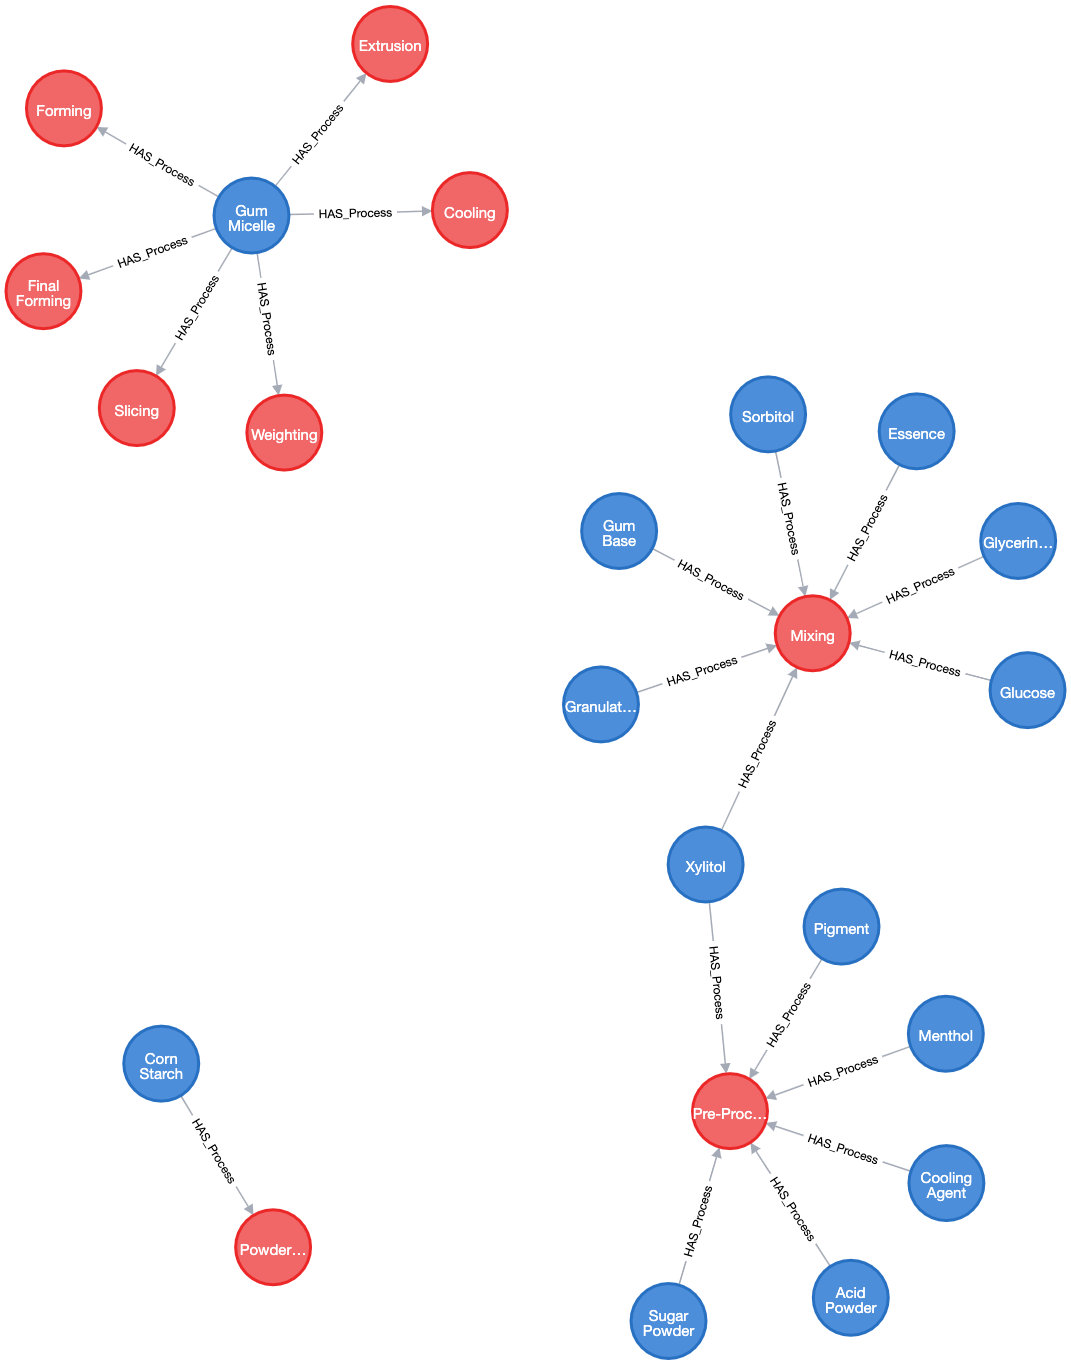 Extrusion
Forming
HAS_Process
HAS_Process
Gum
Micelle
HAS_Process
Cooling
HAS_Process
Final
Forming
HAS_Process
HAS_Process
Slicing
Weighting
Sorbitol
Essence
HAS_Process
HAS_Process
Gum
Base
Glycerin...
HAS_Process
HAS_Process
Mixing
HAS_Process
HAS_Process
Granulat...
Glucose
HAS_Process
Xylitol
Pigment
HAS_Process
HAS_Process
Menthol
HAS_Process
Pre-Proc...
HAS_Process
Cooling
Agent
HAS_Process
HAS_Process
Acid
Powder
Sugar
Powder
Corn
Starch
HAS_Process
Powder...